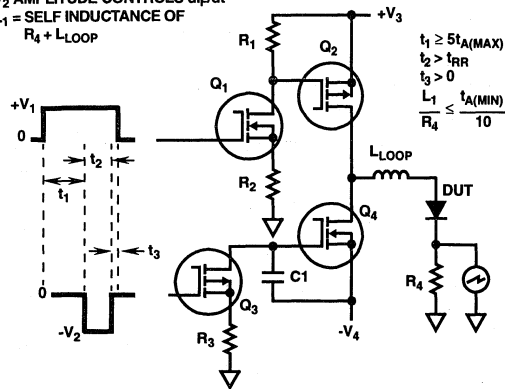 V2 AMPLITUDE CONTROLS di/dt
L1 = SELF INDUCTANCE OF
R4 + LLOOP
+V1
0
t2
t1
t3
0
-V2
R1
Q1
R2
Q2
+V3
t1 ≥ 5tA(MAX)
t2 > tRR
t3 > 0
L1/R4 ≤ tA(MIN)/10
LLOOP
DUT
Q4
C1
R4
Q3
R3
-V4